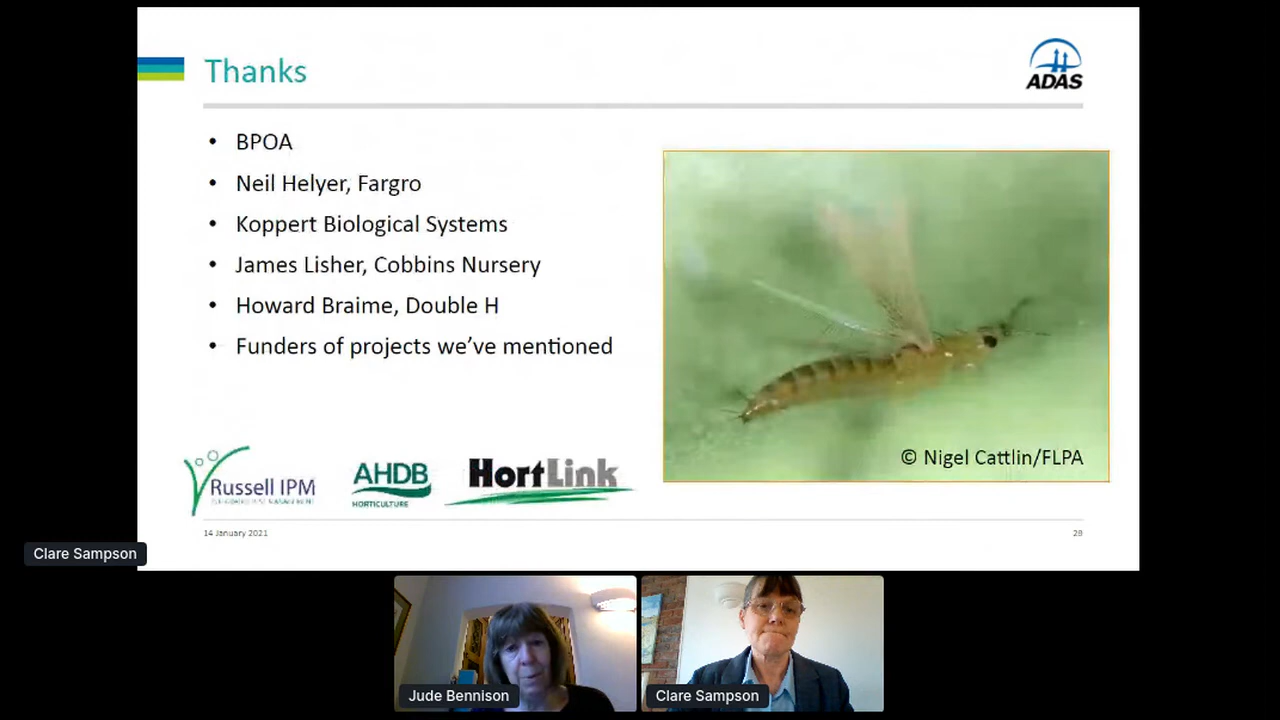 Thanks
ADAS
• BPOA
• Neil Helyer, Fargro
• Koppert Biological Systems
• James Lisher, Cobbins Nursery
• Howard Braime, Double H
• Funders of projects we've mentioned
© Nigel Cattlin/FLPA
Russell IPM
AHDB
HORTICULTURE
HortLink
14 January 2021
Clare Sampson
Jude Bennison
Clare Sampson